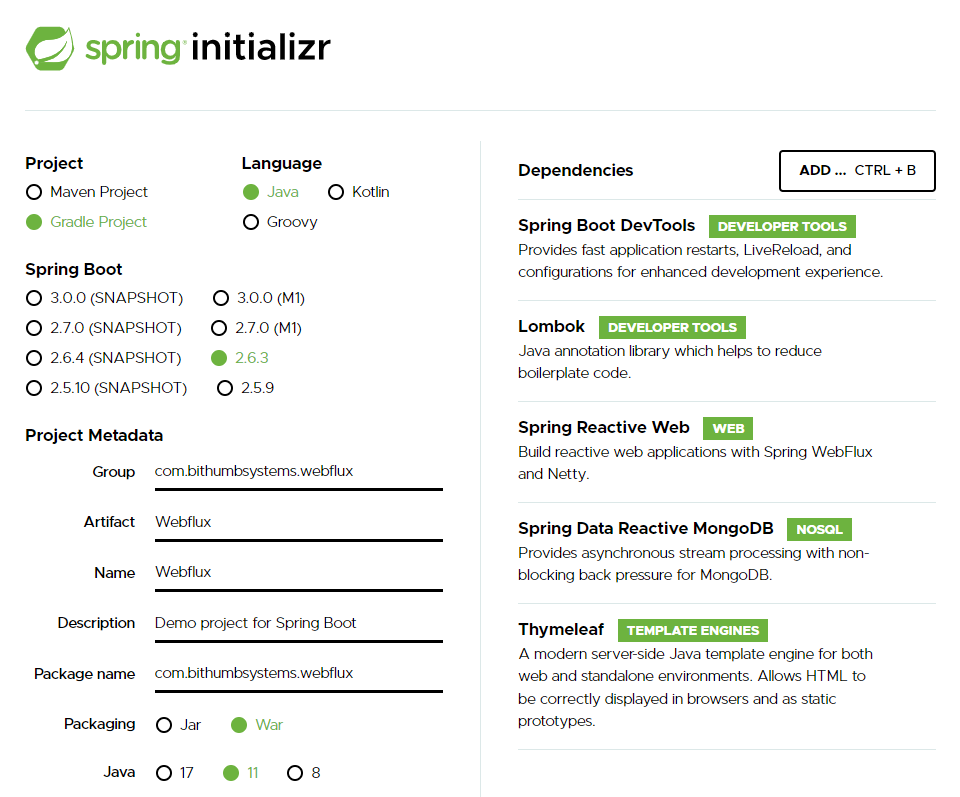 spring initializr
Project
Maven Project
Gradle Project
Language
Java Kotlin
Groovy
Spring Boot
3.0.0 (SNAPSHOT) 3.0.0 (M1)
2.7.0 (SNAPSHOT) 2.7.0 (M1)
2.6.4 (SNAPSHOT) 2.6.3
2.5.10 (SNAPSHOT) 2.5.9
Project Metadata
Group com.bithumbsystems.webflux
Artifact Webflux
Name Webflux
Description Demo project for Spring Boot
Package name com.bithumbsystems.webflux
Packaging Jar War
Java 17 11 8
Dependencies ADD ... CTRL + B
Spring Boot DevTools DEVELOPER TOOLS
Provides fast application restarts, LiveReload, and
configurations for enhanced development experience.
Lombok DEVELOPER TOOLS
Java annotation library which helps to reduce
boilerplate code.
Spring Reactive Web WEB
Build reactive web applications with Spring WebFlux
and Netty.
Spring Data Reactive MongoDB NOSQL
Provides asynchronous stream processing with non-
blocking back pressure for MongoDB.
Thymeleaf TEMPLATE ENGINES
A modern server-side Java template engine for both
web and standalone environments. Allows HTML to
be correctly displayed in browsers and as static
prototypes.